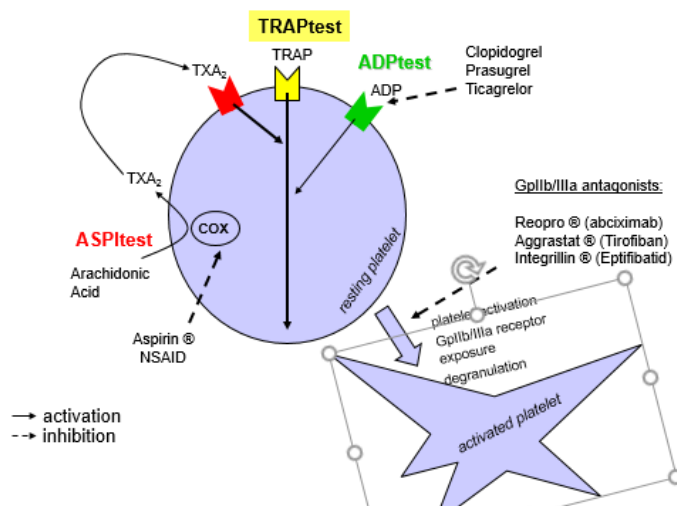 TRAPtest
TRAP
TXA2
ADPtest
ADP
Clopidogrel
Prasugrel
Ticagrelor
TXA2
COX
ASPItest
Arachidonic
Acid
Aspirin ®
NSAID
resting platelet
GpIIb/IIIa antagonists:
Reopro ® (abciximab)
Aggrastat ® (Tirofiban)
Integrillin ® (Eptifibatid)
platelet activation
GpIIb/IIIa receptor
exposure
degranulation
activated platelet
activation
inhibition